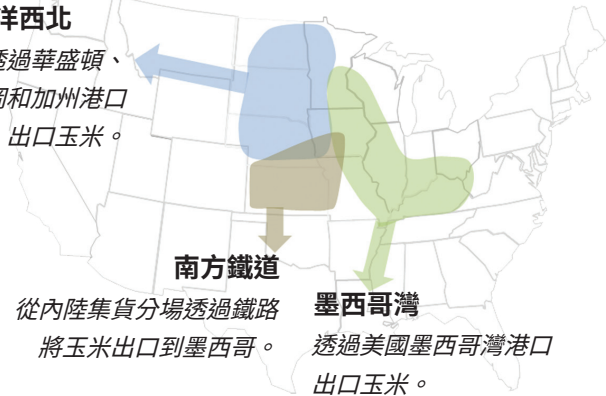 洋西北
透過華盛頓、
岡和加州港口
出口玉米。
南方鐵道
從內陸集貨分場透過鐵路
將玉米出口到墨西哥。
墨西哥灣
透過美國墨西哥灣港口
出口玉米。